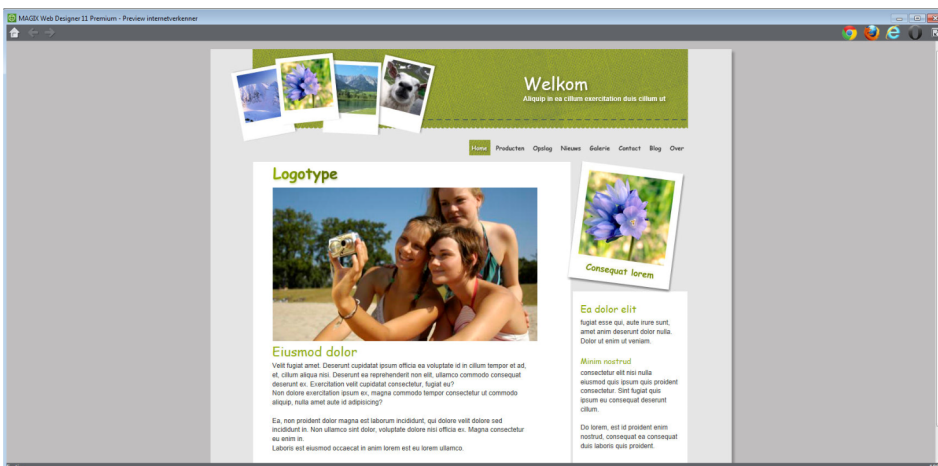 MAGIX Web Designer 11 Premium - Preview internetverkenner
Welkom
Aliquip in ea cillum exercitation duis cillum ut
Home Producten Opslag Nieuws Galerie Contact Blog Over
Logotype
Consequat lorem
Eiusmod dolor
Velit fugiat amet. Deserunt cupidatat ipsum officia ea voluptate id in cillum tempor et ad,
et, cillum aliqua nisi. Deserunt ea reprehenderit non elit, ullamco commodo consequat
deserunt ex. Exercitation velit cupidatat consectetur, fugiat eu?
Non dolore exercitation ipsum ex, magna commodo tempor consectetur ut commodo
aliquip, nulla amet aute id adipisicing?
Ea, non proident dolor magna est laborum incididunt, qui dolore velit dolore sed
incididunt in. Non ullamco sint dolor, voluptate dolore nisi officia ex. Magna consectetur
eu enim in.
Laboris est eiusmod occaecat in anim lorem est eu lorem ullamco.
Ea dolor elit
fugiat esse qui, aute irure sunt,
amet anim deserunt dolor nulla.
Dolor ut enim ut veniam.
Minim nostrud
consectetur elit nisi nulla
eiusmod quis ipsum quis proident
consectetur. Sint fugiat quis
ipsum eu consequat deserunt
cillum.
Do lorem, est id proident enim
nostrud, consequat ea consequat
duis laboris quis proident.